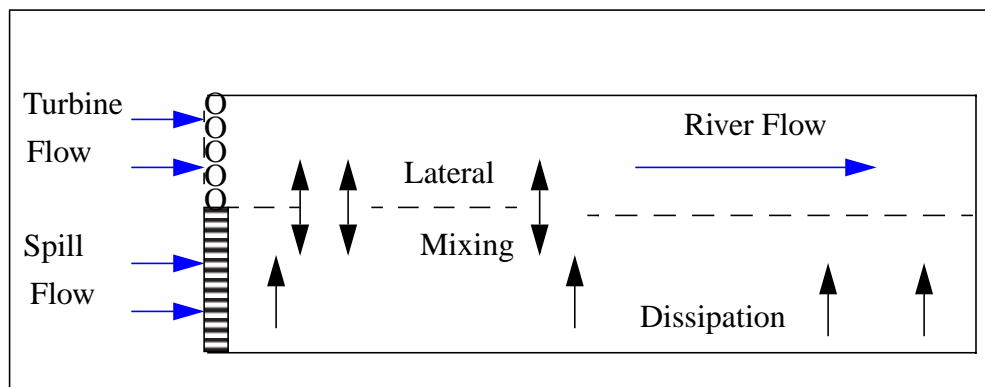 Turbine
Flow
O
O
O
O
O
Spill
Flow
Lateral
Mixing
River Flow
Dissipation